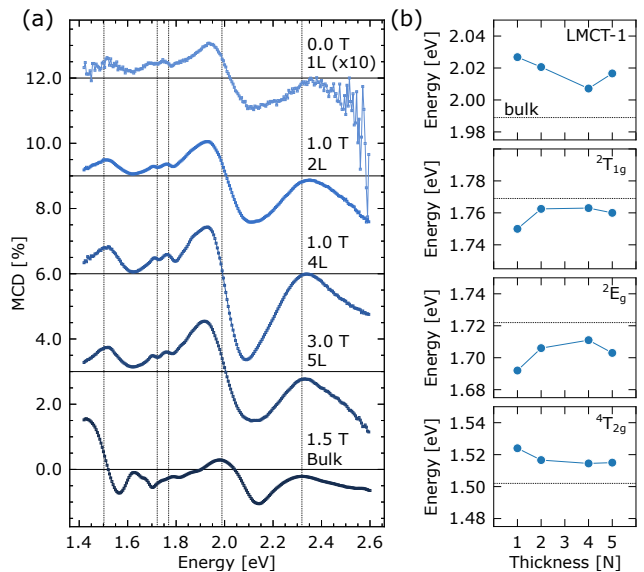 (a)
0.0 T
1L (x10)
1.0 T
2L
1.0 T
4L
3.0 T
5L
1.5 T
Bulk
MCD [%]
12.0
10.0
8.0
6.0
4.0
2.0
0.0
1.4 1.6 1.8 2.0 2.2 2.4 2.6
Energy [eV]
(b)
LMCT-1
bulk
Energy [eV]
2.04
2.02
2.00
1.98
²T₁g
Energy [eV]
1.78
1.76
1.74
²Eg
Energy [eV]
1.74
1.72
1.70
1.68
⁴T₂g
Energy [eV]
1.54
1.52
1.50
1.48
1 2 3 4 5
Thickness [N]